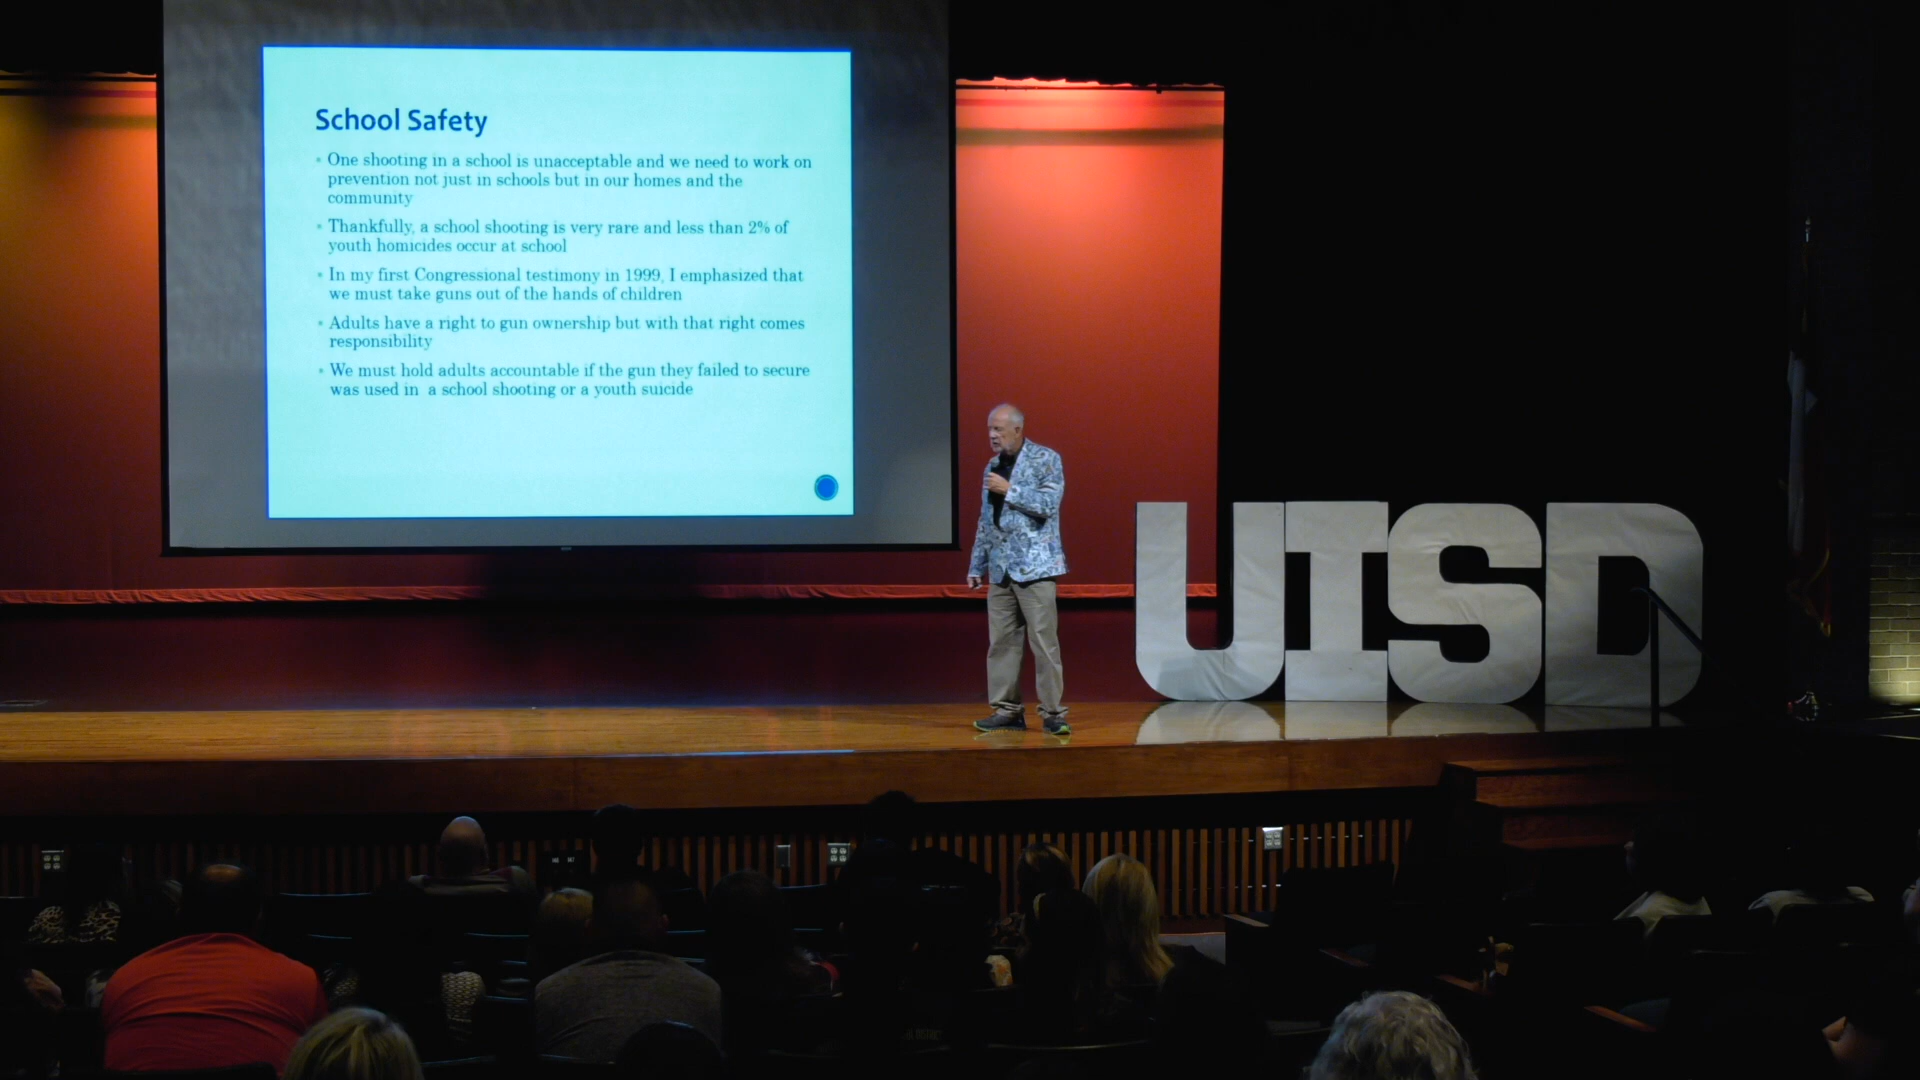 School Safety
One shooting in a school is unacceptable and we need to work on
prevention not just in schools but in our homes and the
community
Thankfully, a school shooting is very rare and less than 2% of
youth homicides occur at school
In my first Congressional testimony in 1999, I emphasized that
we must take guns out of the hands of children
Adults have a right to gun ownership but with that right comes
responsibility
We must hold adults accountable if the gun they failed to secure
was used in a school shooting or a youth suicide
UISD